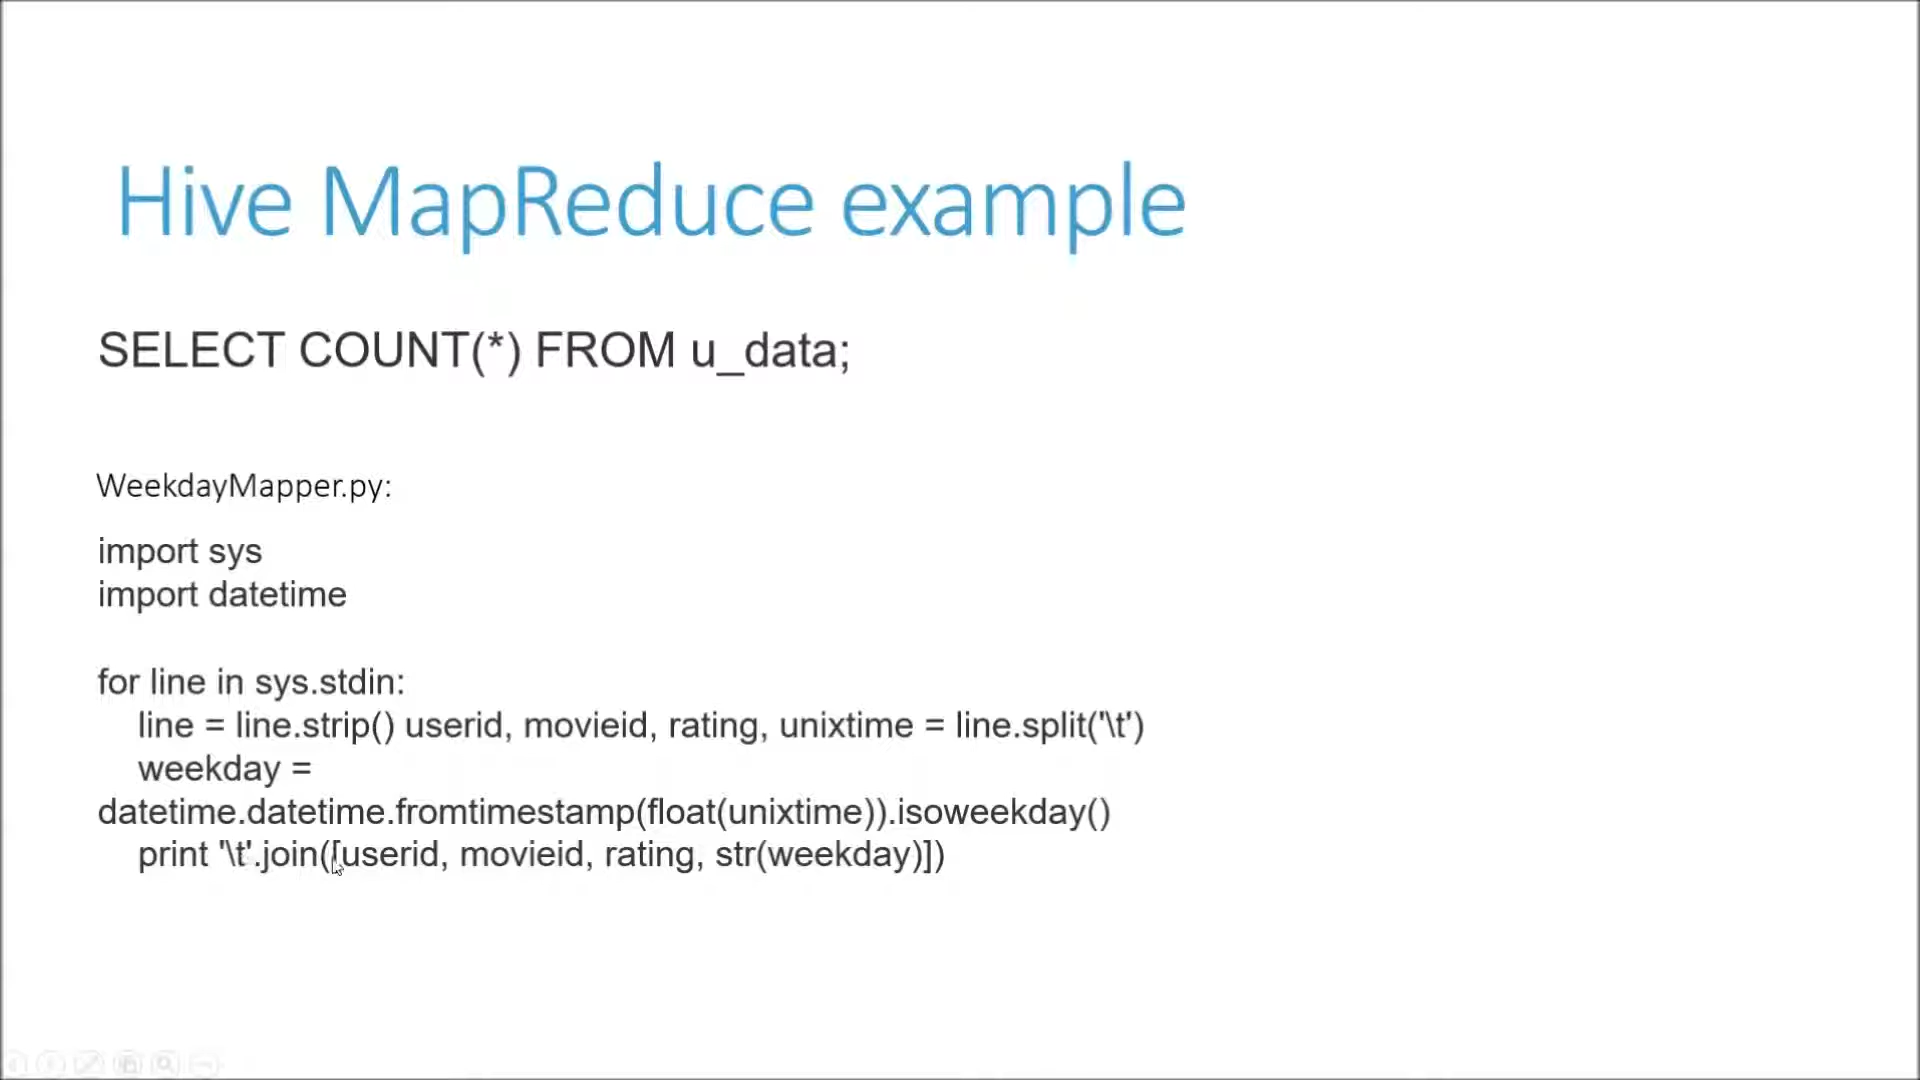 Hive MapReduce example
SELECT COUNT(*) FROM u_data;
WeekdayMapper.py:
import sys
import datetime
for line in sys.stdin:
line = line.strip() userid, movieid, rating, unixtime = line.split('\t')
weekday =
datetime.datetime.fromtimestamp(float(unixtime)).isoweekday()
print '\t'.join([userid, movieid, rating, str(weekday)])